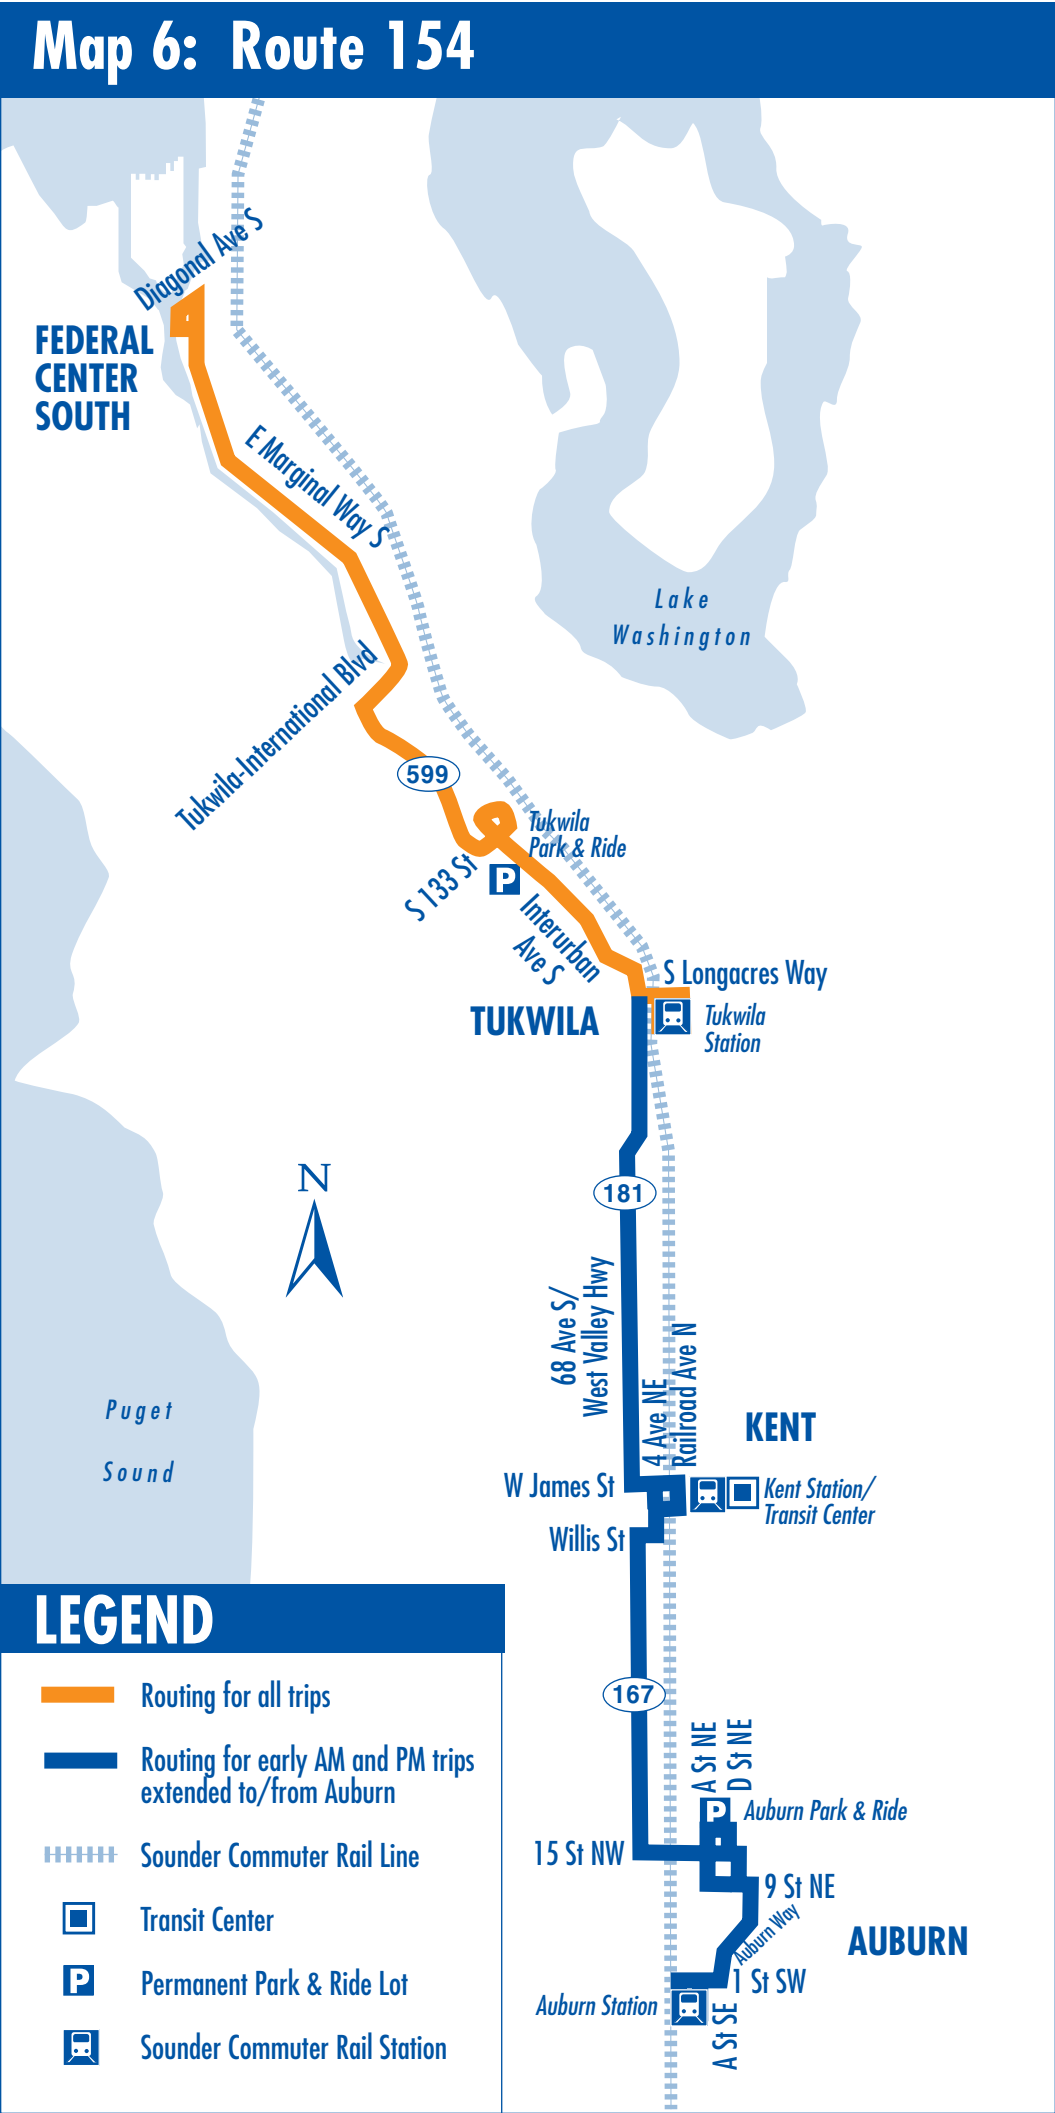 Map 6: Route 154
Diagonal Ave S
FEDERAL
CENTER
SOUTH
E Marginal Way S
Lake
Washington
Tukwila-International Blvd
599
Tukwila
Park & Ride
S 133 St
P
Interurban
Ave S
S Longacres Way
TUKWILA
Tukwila
Station
N
181
68 Ave S/
West Valley Hwy
4 Ave NE
Railroad Ave N
Puget
Sound
KENT
W James St
Kent Station/
Transit Center
Willis St
167
A St NE
D St NE
P
Auburn Park & Ride
15 St NW
9 St NE
Auburn Way
AUBURN
1 St SW
Auburn Station
A St SE
LEGEND
Routing for all trips
Routing for early AM and PM trips
extended to/from Auburn
Sounder Commuter Rail Line
Transit Center
P
Permanent Park & Ride Lot
Sounder Commuter Rail Station